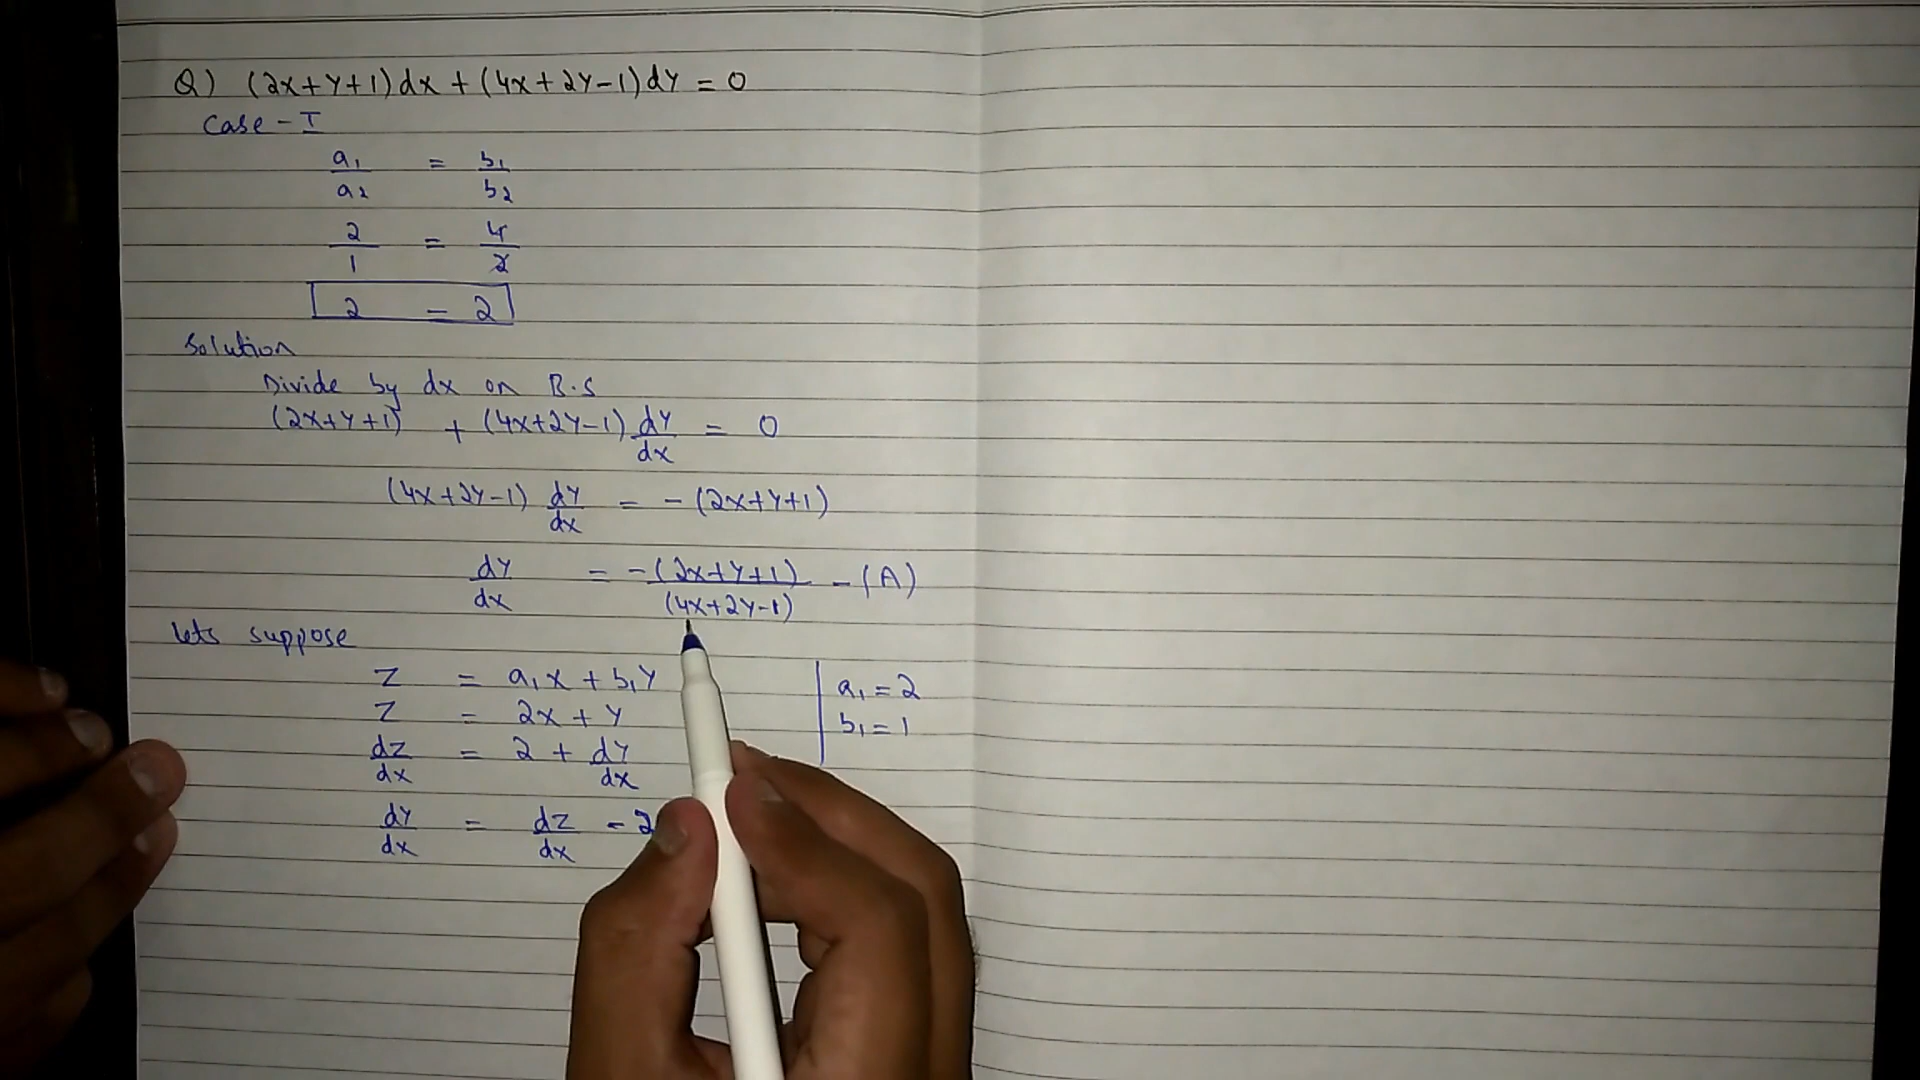 Q) (2x+y+1)dx + (4x+2y-1)dy = 0
Case - I
a₁/a₂ = b₁/b₂
2/1 = 4/2
2 = 2
Solution
Divide by dx on B.S
(2x+y+1) + (4x+2y-1) dy/dx = 0
(4x+2y-1) dy/dx = -(2x+y+1)
dy/dx = -(2x+y+1)/(4x+2y-1) - (A)
lets suppose
z = a₁x + b₁y | a₁ = 2
z = 2x + y | b₁ = 1
dz/dx = 2 + dy/dx
dy/dx = dz/dx - 2